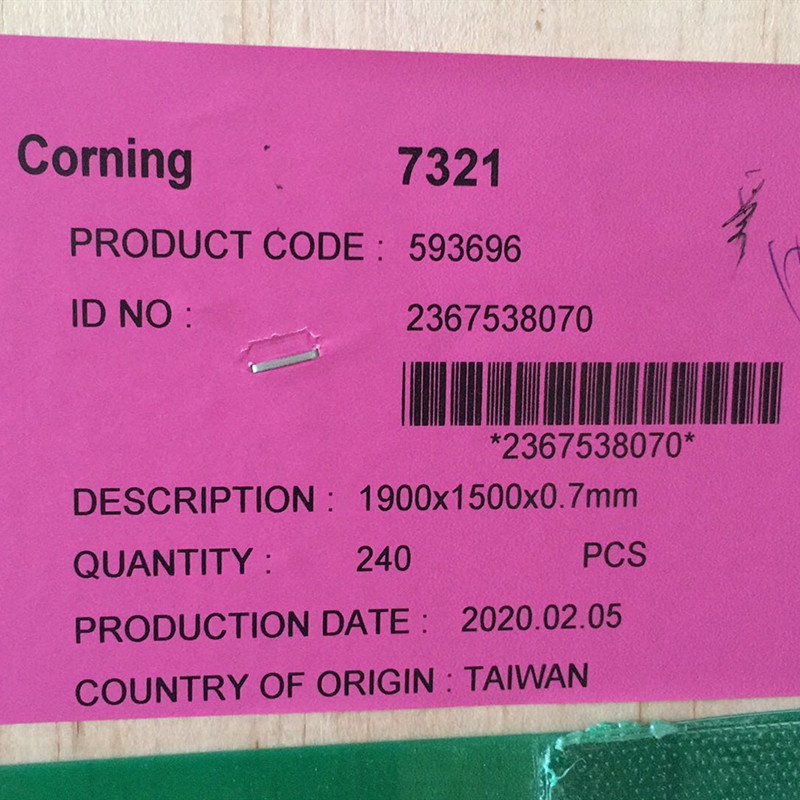 Corning 7321
PRODUCT CODE : 593696
ID NO : 2367538070
*2367538070*
DESCRIPTION : 1900x1500x0.7mm
QUANTITY : 240 PCS
PRODUCTION DATE : 2020.02.05
COUNTRY OF ORIGIN : TAIWAN